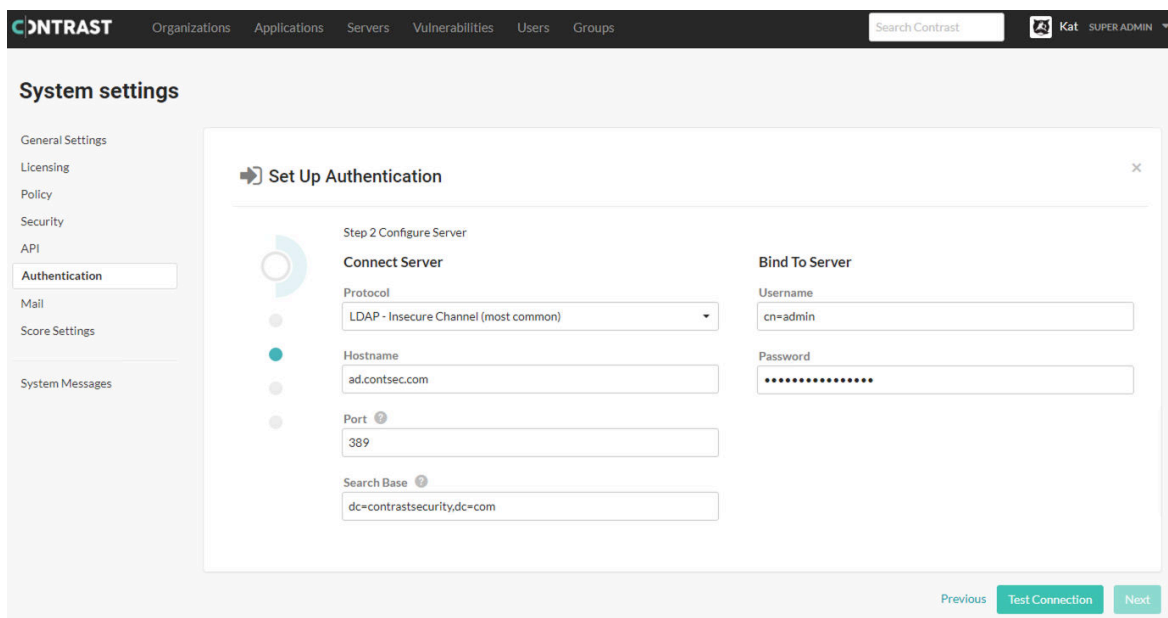 CONTRAST Organizations Applications Servers Vulnerabilities Users Groups Search Contrast Kat SUPER ADMIN
System settings
General Settings
Licensing
Policy
Security
API
Authentication
Mail
Score Settings
System Messages
Set Up Authentication
Step 2 Configure Server
Connect Server
Protocol
LDAP - Insecure Channel (most common)
Hostname
ad.contsec.com
Port
389
Search Base
dc=contrastsecurity,dc=com
Bind To Server
Username
cn=admin
Password
••••••••••••••••
Previous Test Connection Next